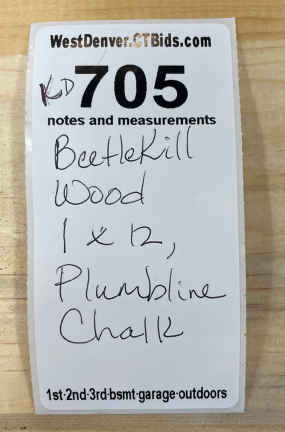 WestDenver.CTBids.com
KD 705
notes and measurements
BeetleKill
Wood
1 x 12,
Plumbline
Chalk
1st·2nd·3rd·bsmt·garage·outdoors